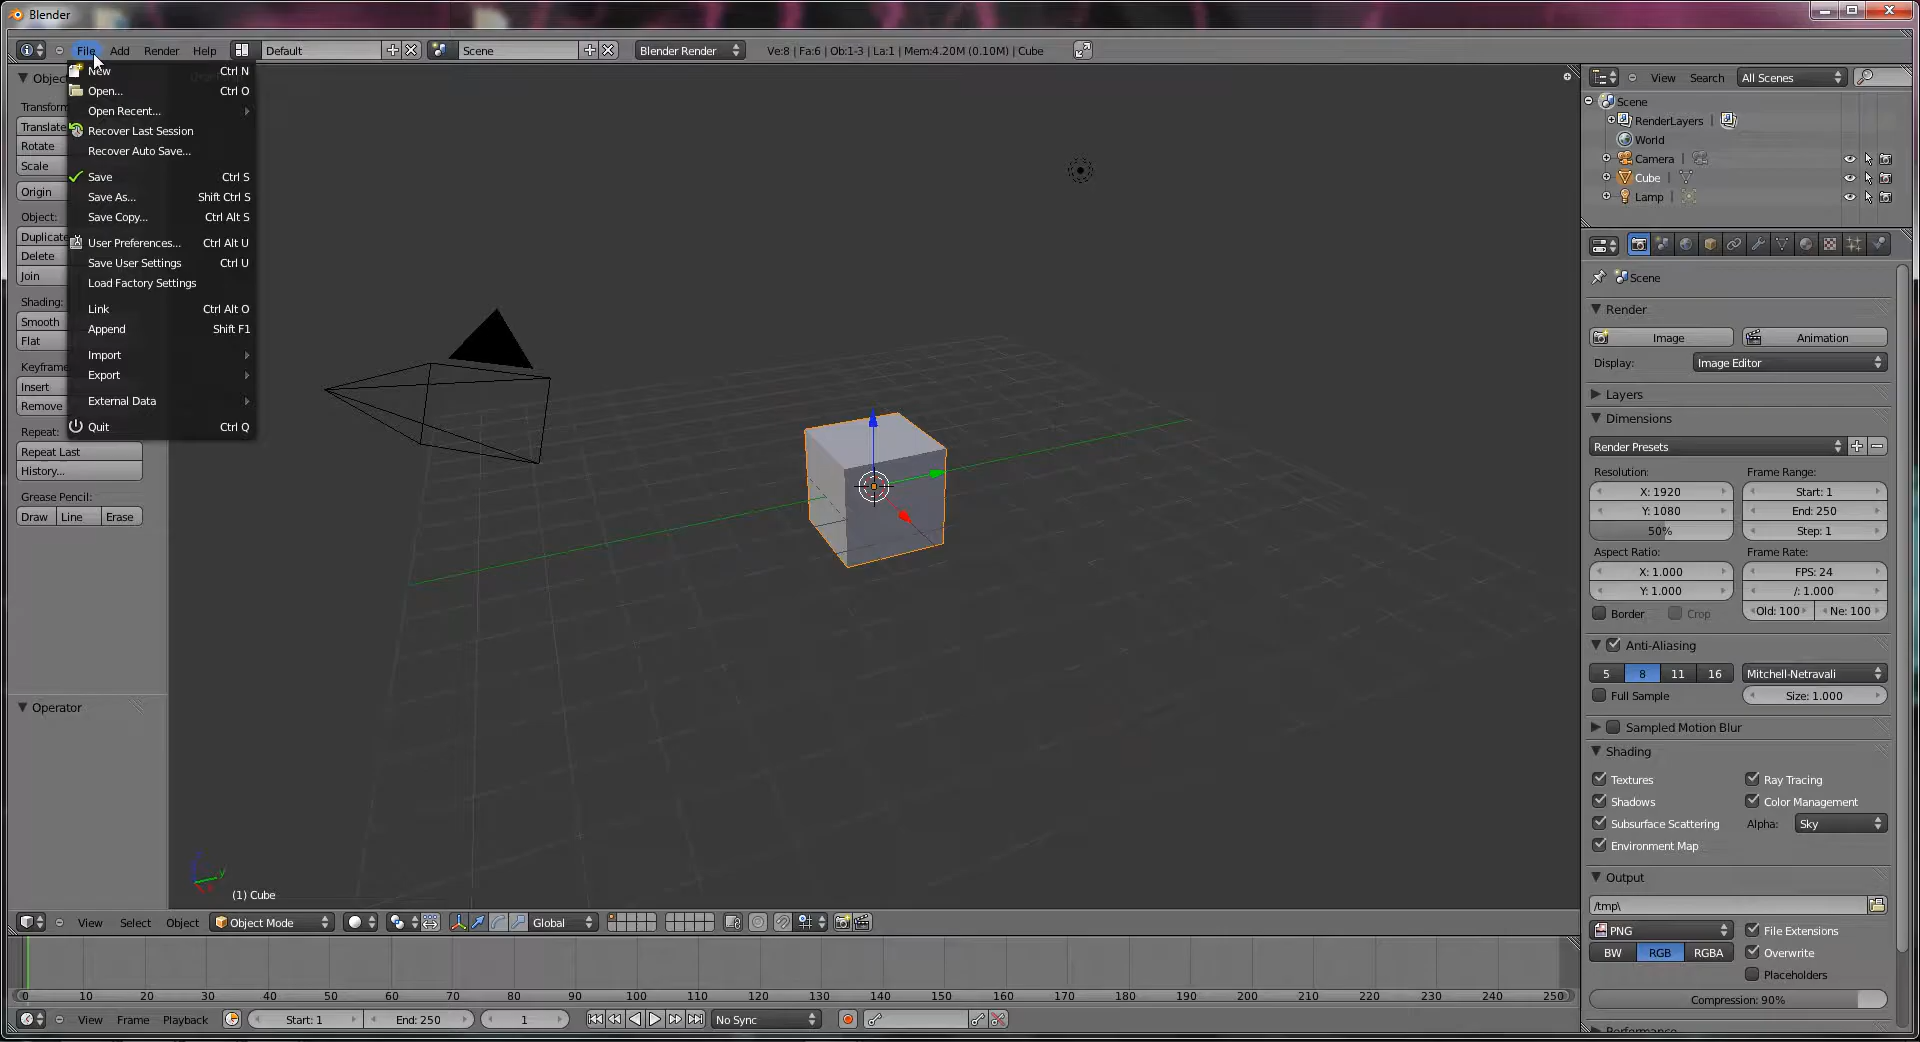 Blender
File Add Render Help Default Scene Blender Render Ve:8 | Fa:6 | Ob:1-3 | La:1 | Mem:4.20M (0.10M) | Cube
New Ctrl N
Open... Ctrl O
Open Recent...
Recover Last Session
Recover Auto Save...
Save Ctrl S
Save As... Shift Ctrl S
Save Copy... Ctrl Alt S
User Preferences... Ctrl Alt U
Save User Settings Ctrl U
Load Factory Settings
Link Ctrl Alt O
Append Shift F1
Import
Export
External Data
Quit Ctrl Q
Translate
Rotate
Scale
Origin
Object:
Duplicate
Delete
Join
Shading:
Smooth
Flat
Insert
Remove
Repeat:
Repeat Last
History...
Grease Pencil:
Draw Line Erase
Operator
(1) Cube
View Select Object Object Mode Global
0 10 20 30 40 50 60 70 80 90 100 110 120 130 140 150 160 170 180 190 200 210 220 230 240 250
View Frame Playback Start: 1 End: 250 1 No Sync
View Search All Scenes
Scene
RenderLayers |
World
Camera |
Cube |
Lamp |
Scene
Render
Image Animation
Display: Image Editor
Layers
Dimensions
Render Presets
Resolution: Frame Range:
X: 1920 Start: 1
Y: 1080 End: 250
50% Step: 1
Aspect Ratio: Frame Rate:
X: 1.000 FPS: 24
Y: 1.000 /: 1.000
Border Crop Old: 100 Ne: 100
Anti-Aliasing
5 8 11 16 Mitchell-Netravali
Full Sample Size: 1.000
Sampled Motion Blur
Shading
Textures Ray Tracing
Shadows Color Management
Subsurface Scattering Alpha: Sky
Environment Map
Output
/tmp\
PNG File Extensions
BW RGB RGBA Overwrite
Placeholders
Compression: 90%
Performance